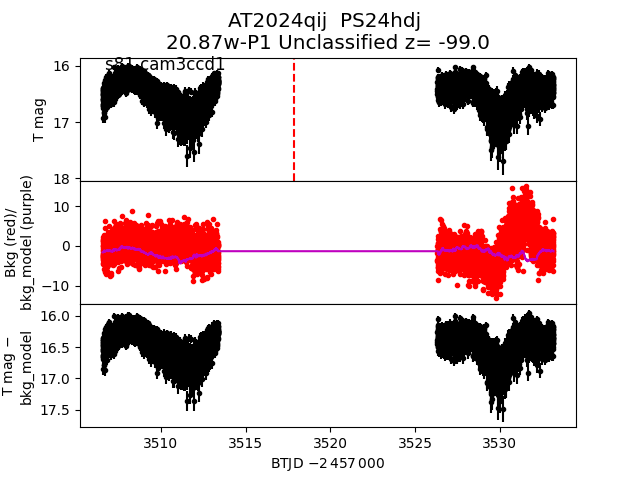 AT2024qij  PS24hdj
20.87w-P1 Unclassified z= -99.0
s81 cam3ccd1
T mag
16
17
18
Bkg (red)/
bkg_model (purple)
10
0
−10
T mag −
bkg_model
16.0
16.5
17.0
17.5
3510
3515
3520
3525
3530
BTJD −2 457 000